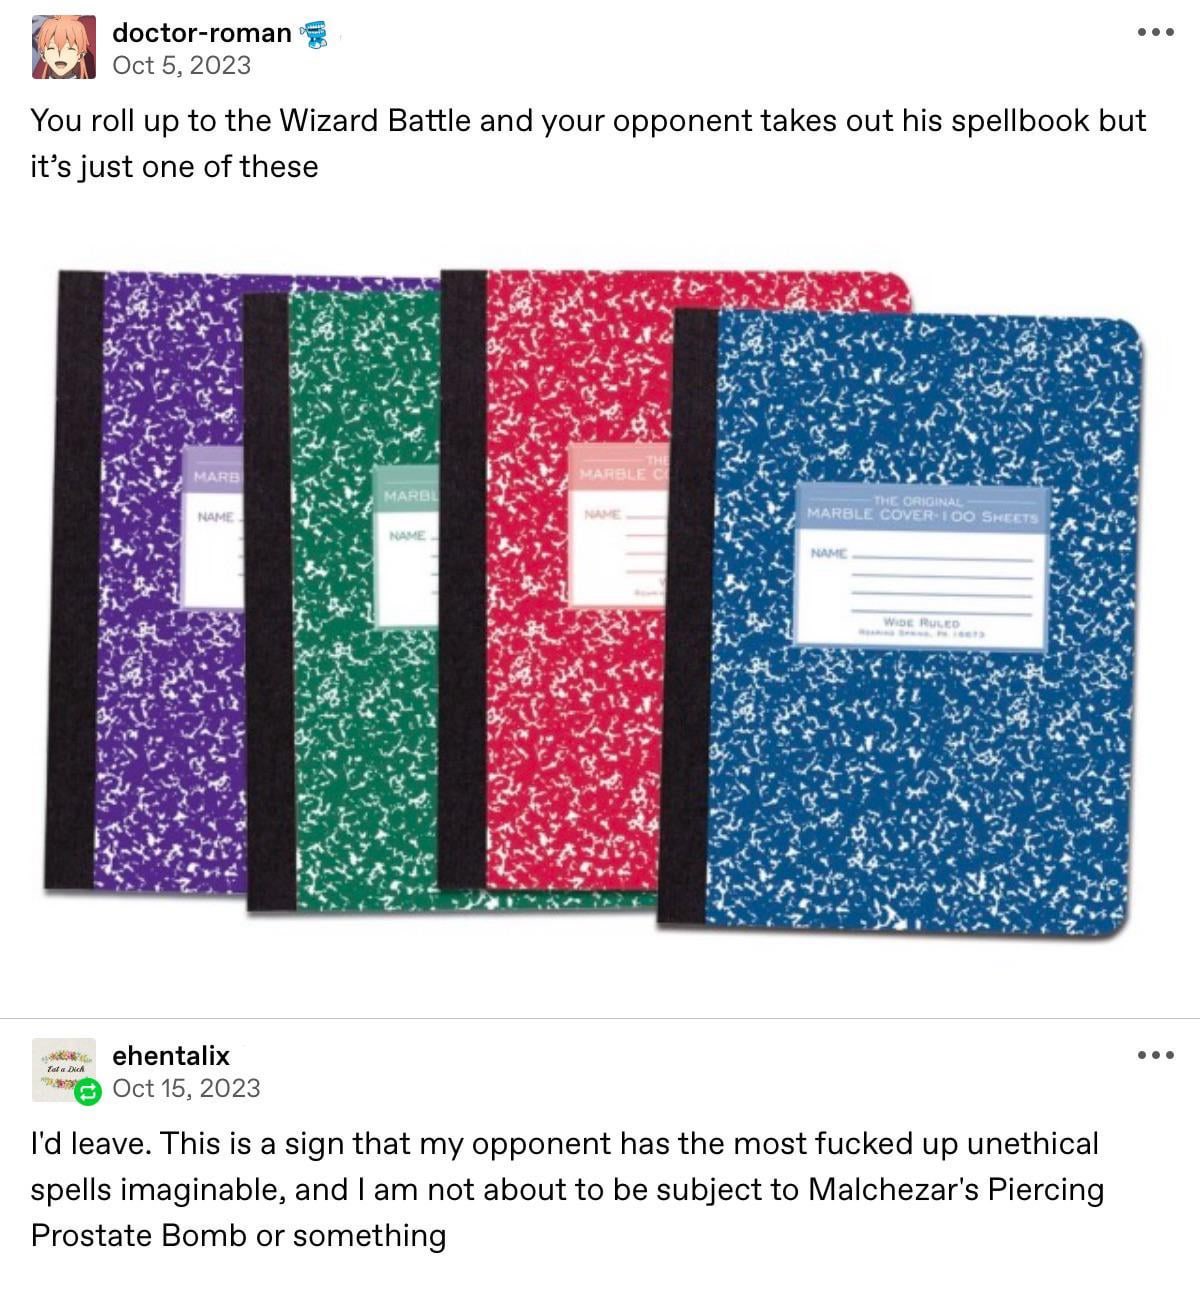 doctor-roman
Oct 5, 2023
You roll up to the Wizard Battle and your opponent takes out his spellbook but
it’s just one of these
MARB
NAME
MARBL
NAME
THE
MARBLE CO
NAME
THE ORIGINAL
MARBLE COVER-100 SHEETS
NAME
WIDE RULED
ehentalix
Eat a Dick
Oct 15, 2023
I'd leave. This is a sign that my opponent has the most fucked up unethical
spells imaginable, and I am not about to be subject to Malchezar's Piercing
Prostate Bomb or something